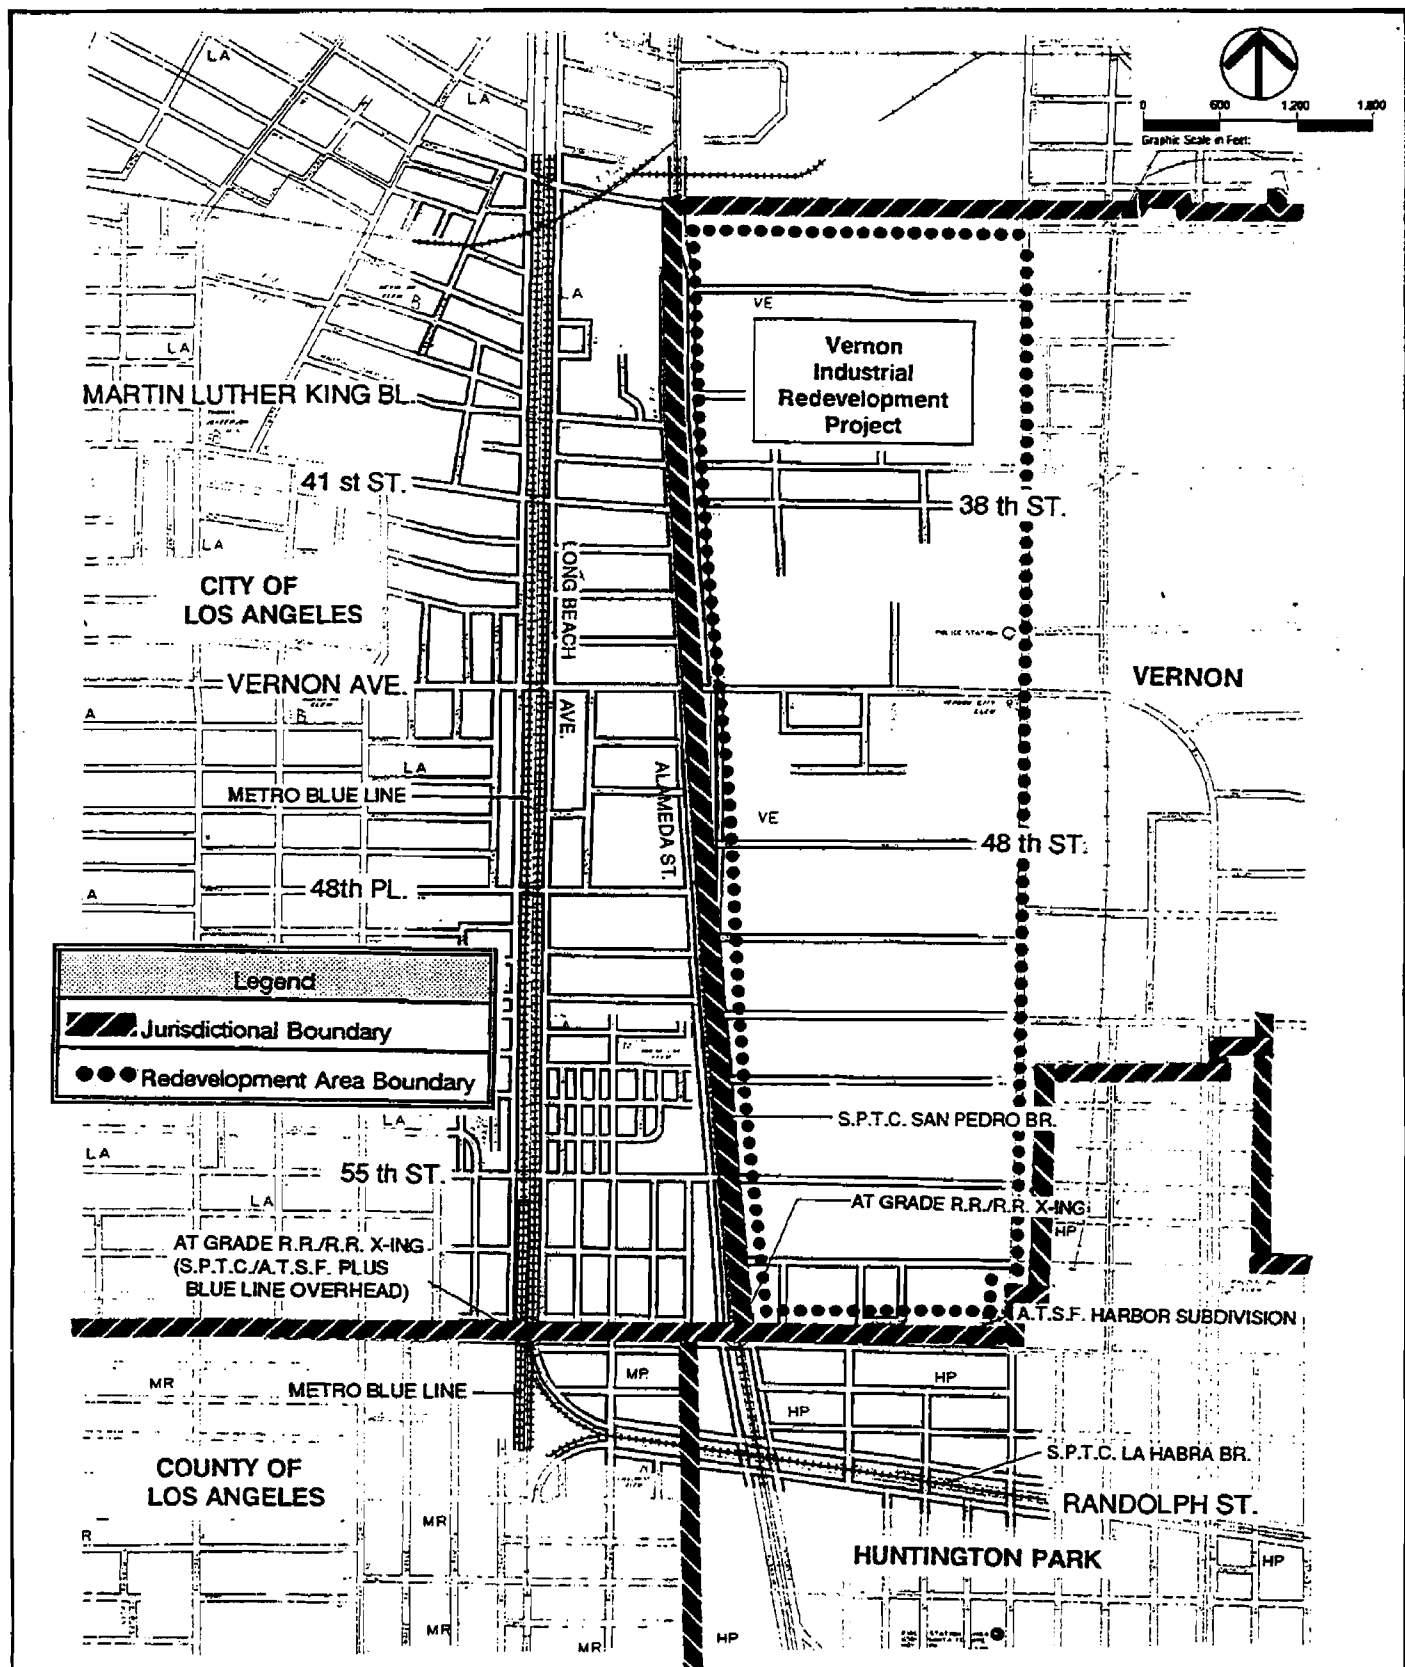 LA
LA
LA
0 600 1,200 1,800
Graphic Scale in Feet:
LA
VE
LA
Vernon
Industrial
Redevelopment
Project
MARTIN LUTHER KING BL.
41 st ST.
38 th ST.
LA
LONG BEACH
CITY OF
LOS ANGELES
POLICE STATION
VERNON
VERNON AVE.
A
AVE.
LA
ALAMEDA ST.
METRO BLUE LINE
VE
48 th ST.
48th PL.
A
Legend
Jurisdictional Boundary
Redevelopment Area Boundary
S.P.T.C. SAN PEDRO BR.
LA
LA
55 th ST.
LA
AT GRADE R.R./R.R. X-ING
HP
AT GRADE R.R./R.R. X-ING
(S.P.T.C./A.T.S.F. PLUS
BLUE LINE OVERHEAD)
A.T.S.F. HARBOR SUBDIVISION
MR
METRO BLUE LINE
MR
HP
HP
S.P.T.C. LA HABRA BR.
COUNTY OF
LOS ANGELES
RANDOLPH ST.
MR
R
HUNTINGTON PARK
HP
MR
MR
HP